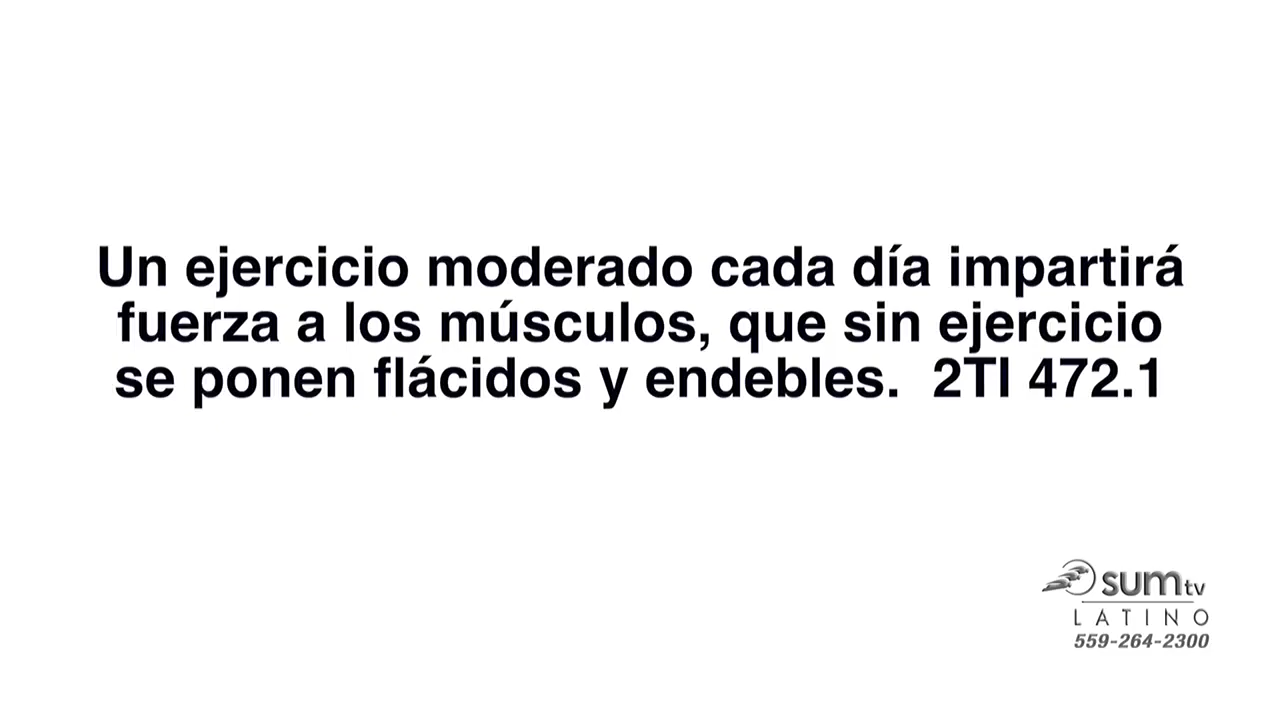 Un ejercicio moderado cada día impartirá
fuerza a los músculos, que sin ejercicio
se ponen flácidos y endebles.  2TI 472.1
sumtv
LATINO
559-264-2300